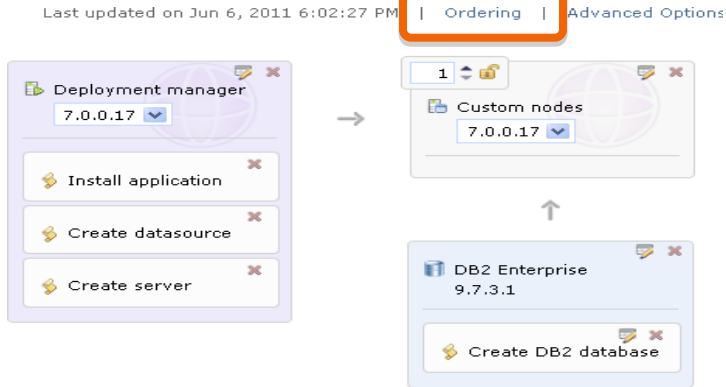 Last updated on Jun 6, 2011 6:02:27 PM | Ordering | Advanced Options
Deployment manager
7.0.0.17
Install application
Create datasource
Create server
1
Custom nodes
7.0.0.17
DB2 Enterprise
9.7.3.1
Create DB2 database